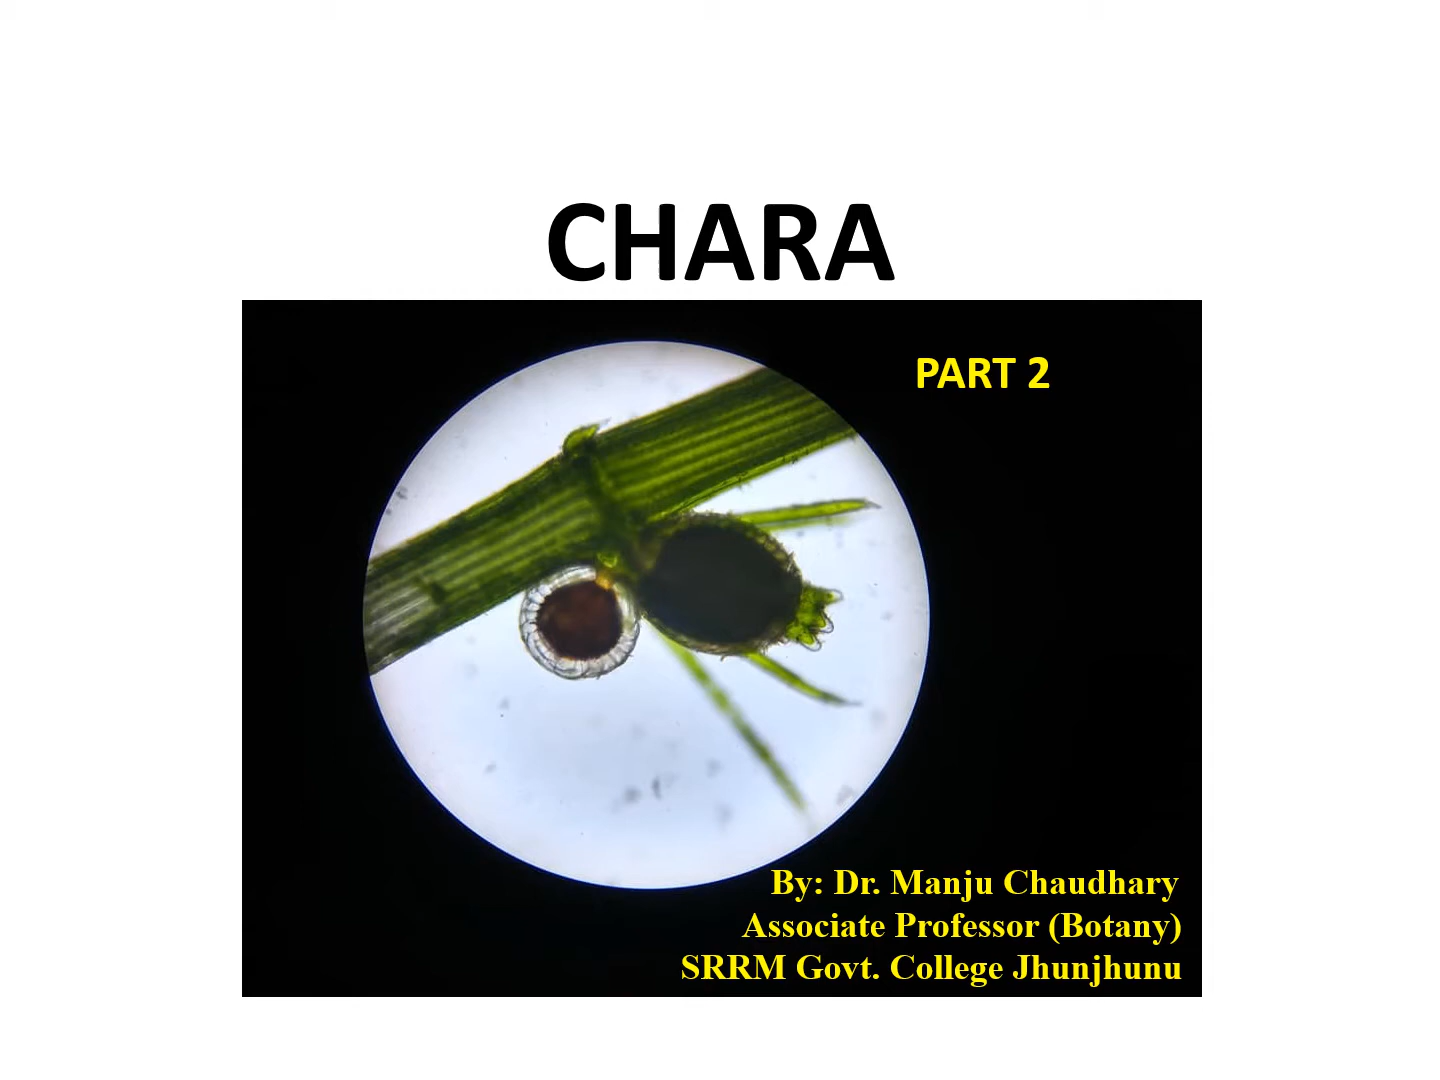 CHARA
PART 2
By: Dr. Manju Chaudhary
Associate Professor (Botany)
SRRM Govt. College Jhunjhunu